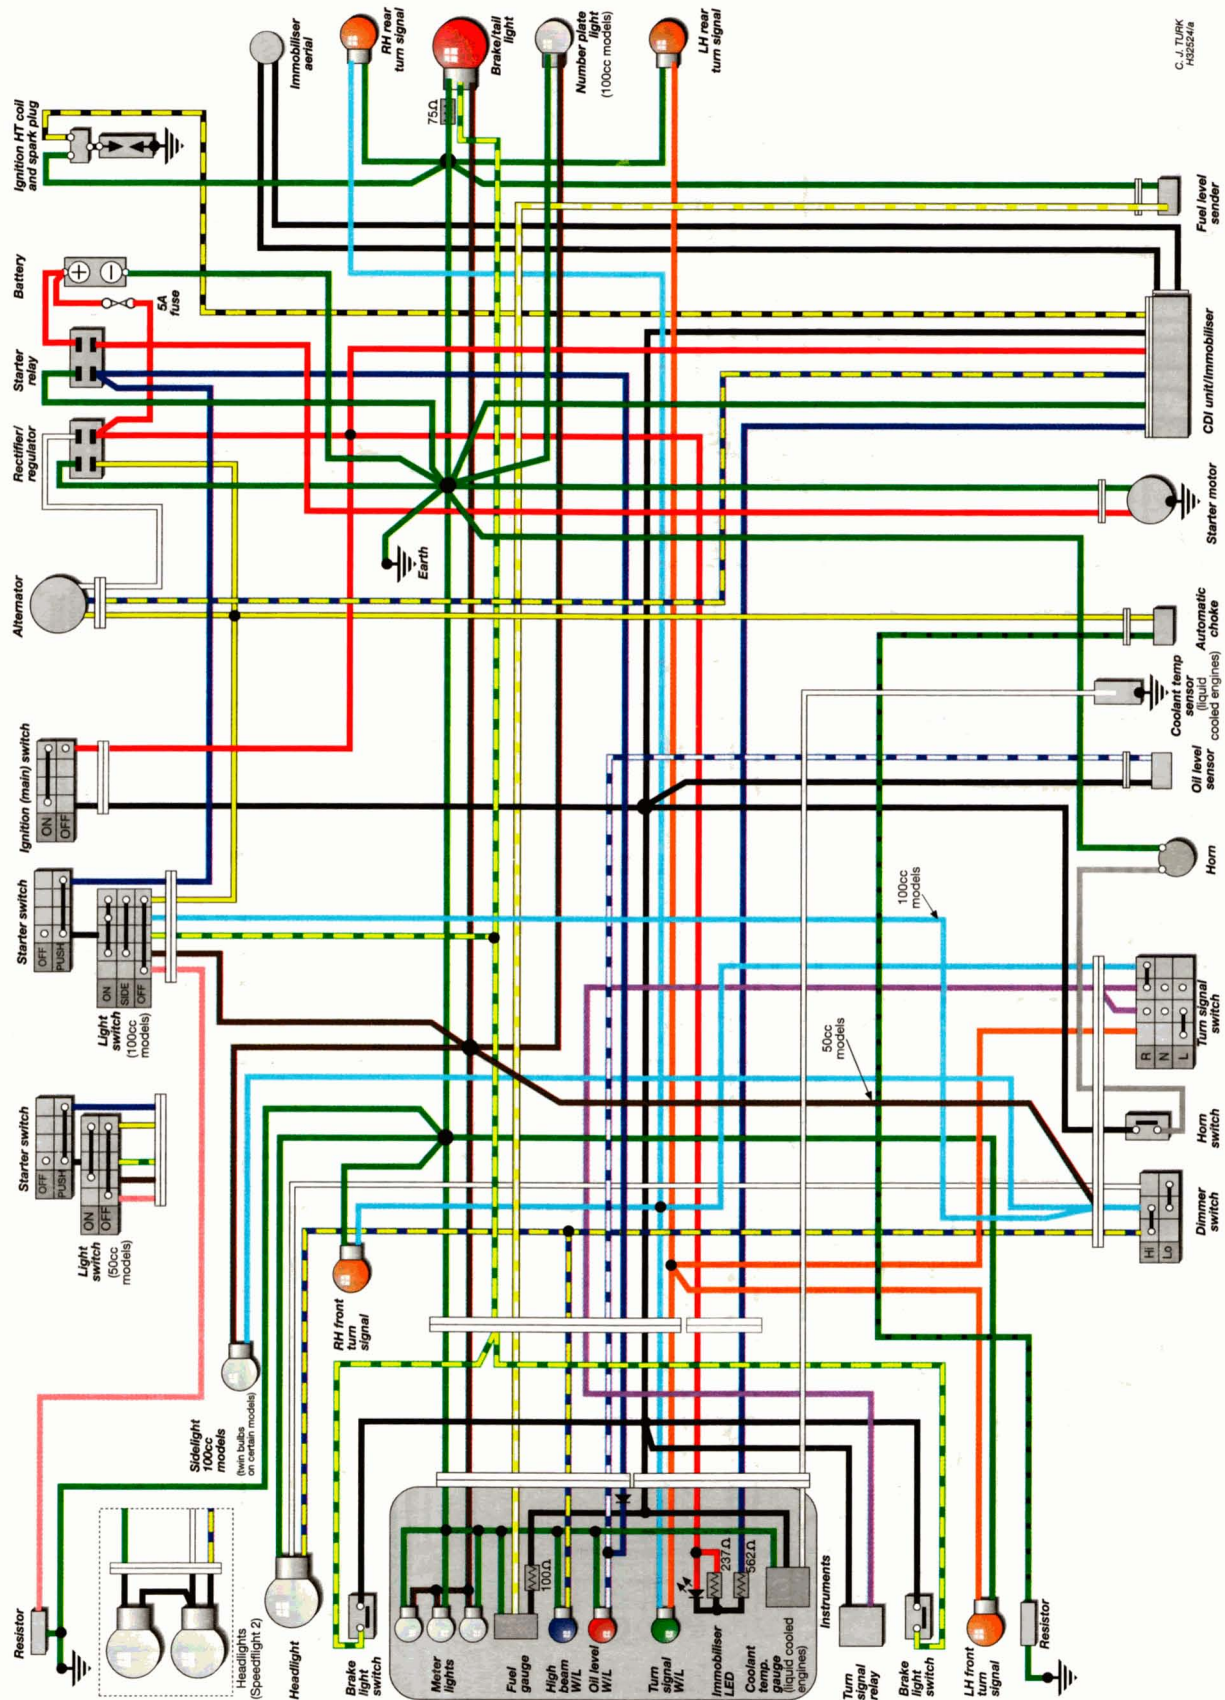 Resistor
Headlights
(Speedflight 2)
Headlight
Sidelight
100cc
models
(twin bulbs
on certain models)
Starter switch
OFF
PUSH
ON
OFF
Light
switch
(50cc
models)
Starter switch
OFF
PUSH
ON
SIDE
OFF
Light
switch
(100cc
models)
Ignition (main) switch
ON
OFF
Alternator
Rectifier/
regulator
Starter
relay
Battery
5A
fuse
Ignition HT coil
and spark plug
Immobiliser
aerial
RH rear
turn signal
Brake/tail
light
75Ω
Number plate
light
(100cc models)
LH rear
turn signal
RH front
turn
signal
Earth
Brake
light
switch
Meter
lights
Fuel
gauge
100Ω
High
beam
W/L
Oil level
W/L
Turn
signal
W/L
Immobiliser
LED
237Ω
562Ω
Coolant
temp.
gauge
(liquid cooled
engines)
Instruments
Turn
signal
relay
Brake
light
switch
LH front
turn
signal
Resistor
50cc
models
100cc
models
Hi
Lo
Dimmer
switch
Horn
switch
R
N
L
Turn signal
switch
Horn
Oil level
sensor
Coolant temp
sensor
(liquid
cooled engines)
Automatic
choke
Starter motor
CDI unit/Immobiliser
Fuel level
sender
C. J. TURK
H32524/a